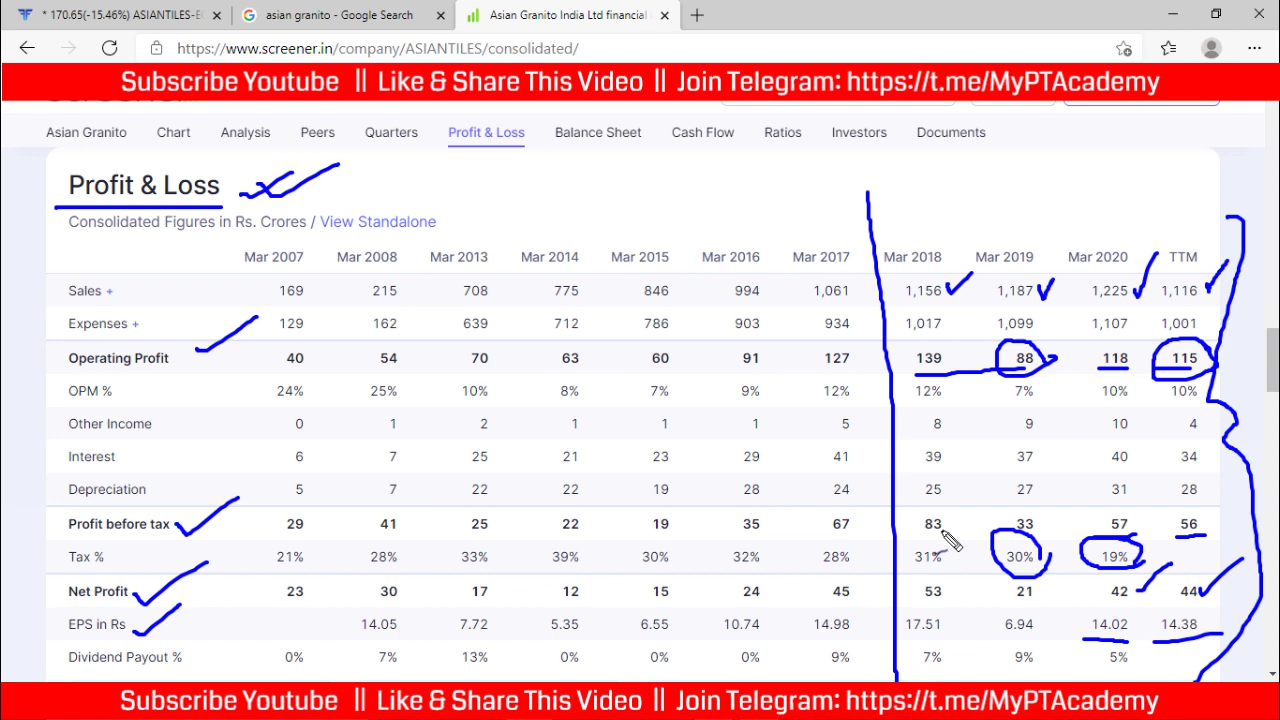 * 170.65(-15.46%) ASIANTILES-E
asian granito - Google Search
Asian Granito India Ltd financial
https://www.screener.in/company/ASIANTILES/consolidated/
Subscribe Youtube || Like & Share This Video || Join Telegram: https://t.me/MyPTAcademy
Asian Granito Chart Analysis Peers Quarters Profit & Loss Balance Sheet Cash Flow Ratios Investors Documents
Profit & Loss
Consolidated Figures in Rs. Crores / View Standalone
Mar 2007 Mar 2008 Mar 2013 Mar 2014 Mar 2015 Mar 2016 Mar 2017 Mar 2018 Mar 2019 Mar 2020 TTM
Sales + 169 215 708 775 846 994 1,061 1,156 1,187 1,225 1,116
Expenses + 129 162 639 712 786 903 934 1,017 1,099 1,107 1,001
Operating Profit 40 54 70 63 60 91 127 139 88 118 115
OPM % 24% 25% 10% 8% 7% 9% 12% 12% 7% 10% 10%
Other Income 0 1 2 1 1 1 5 8 9 10 4
Interest 6 7 25 21 23 29 41 39 37 40 34
Depreciation 5 7 22 22 19 28 24 25 27 31 28
Profit before tax 29 41 25 22 19 35 67 83 33 57 56
Tax % 21% 28% 33% 39% 30% 32% 28% 31% 30% 19%
Net Profit 23 30 17 12 15 24 45 53 21 42 44
EPS in Rs 14.05 7.72 5.35 6.55 10.74 14.98 17.51 6.94 14.02 14.38
Dividend Payout % 0% 7% 13% 0% 0% 0% 9% 7% 9% 5%
Subscribe Youtube || Like & Share This Video || Join Telegram: https://t.me/MyPTAcademy